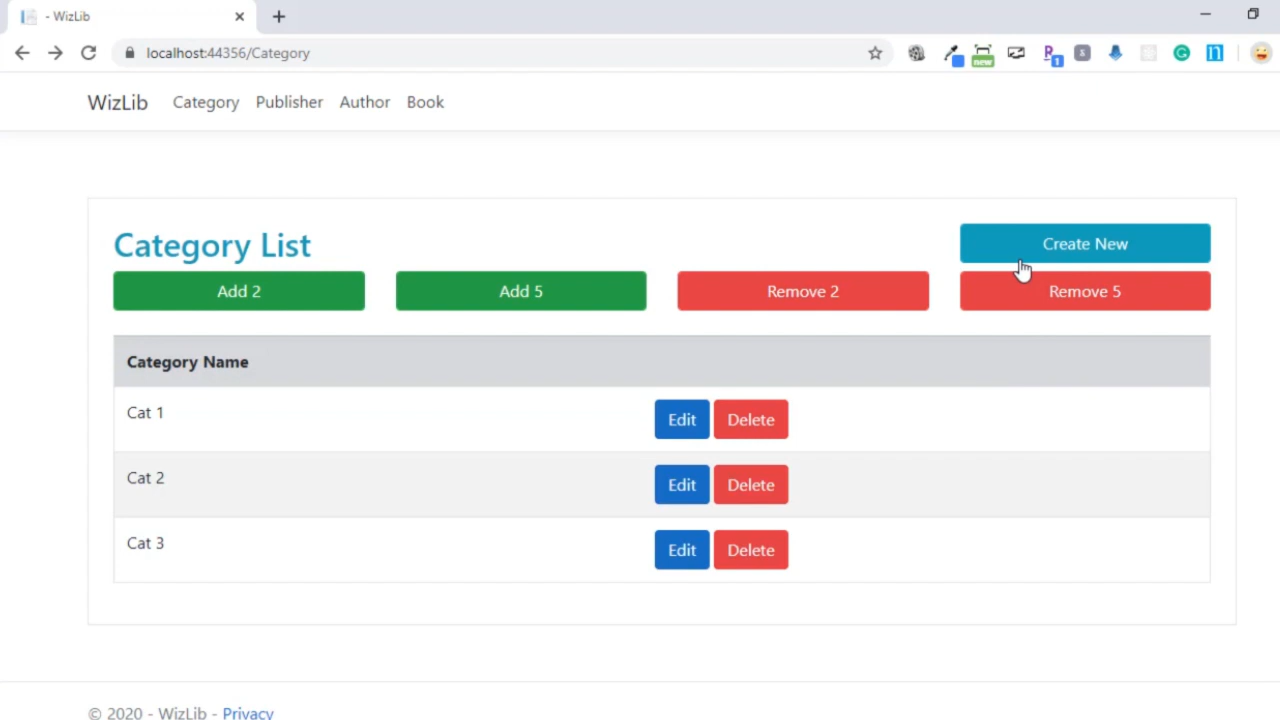 - WizLib
localhost:44356/Category
new
1
WizLib Category Publisher Author Book
Category List
Create New
Add 2 Add 5 Remove 2 Remove 5
Category Name
Cat 1 Edit Delete
Cat 2 Edit Delete
Cat 3 Edit Delete
© 2020 - WizLib - Privacy